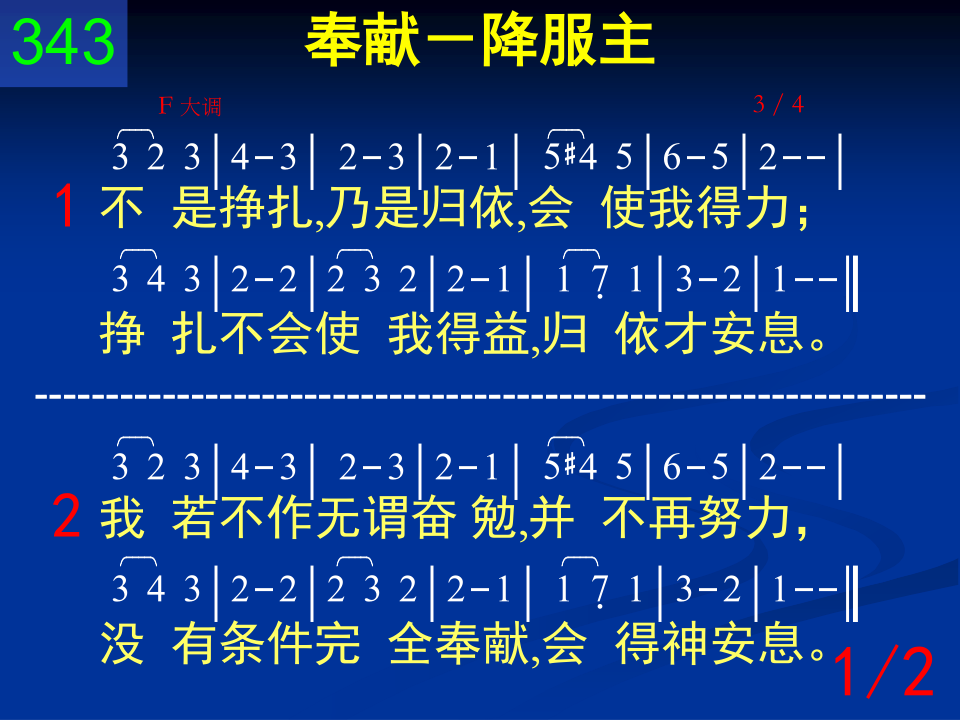 343
奉献－降服主
F 大调 3 / 4
3 2 3|4-3| 2-3|2-1| 5#4 5|6-5|2--|
1 不 是挣扎,乃是归依,会 使我得力;
3 4 3|2-2|2 3 2|2-1| 1 7̣ 1|3-2|1--‖
挣 扎不会使 我得益,归 依才安息。
---------------------------------------------------------------
3 2 3|4-3| 2-3|2-1| 5#4 5|6-5|2--|
2 我 若不作无谓奋 勉,并 不再努力,
3 4 3|2-2|2 3 2|2-1| 1 7̣ 1|3-2|1--‖
没 有条件完 全奉献,会 得神安息。
1/2